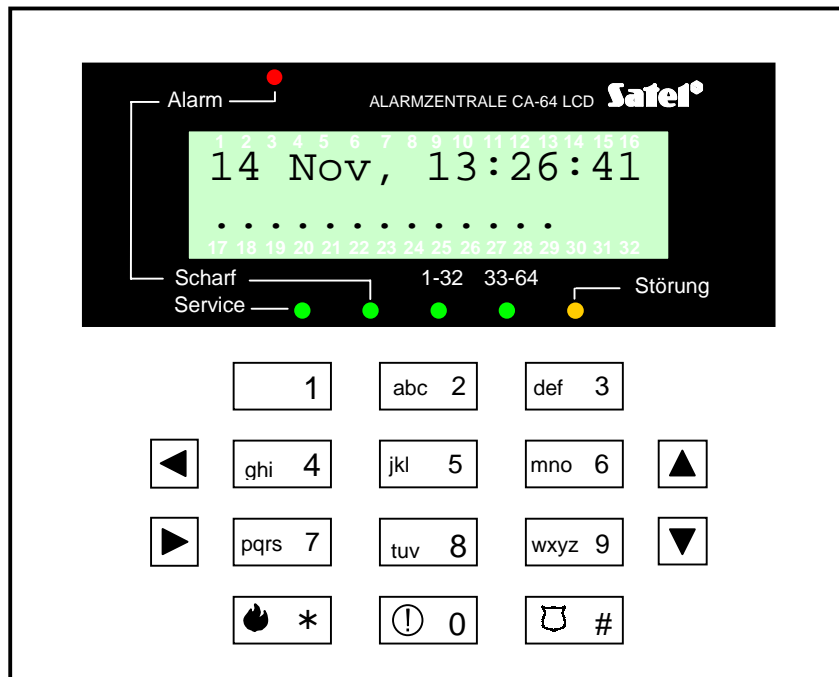 Alarm
ALARMZENTRALE CA-64 LCD Satel
1 2 3 4 5 6 7 8 9 10 11 12 13 14 15 16
14 Nov, 13:26:41
.............
17 18 19 20 21 22 23 24 25 26 27 28 29 30 31 32
Scharf 1-32 33-64 Störung
Service
1 abc 2 def 3
ghi 4 jkl 5 mno 6
pqrs 7 tuv 8 wxyz 9
* 0 #